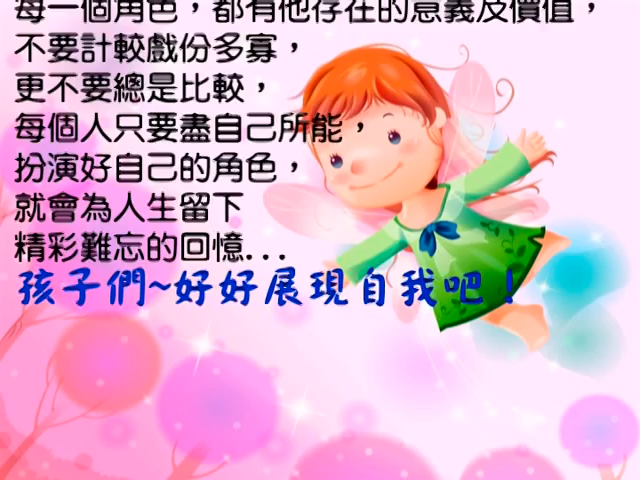 每一個角色，都有他存在的意義及價值，
不要計較戲份多寡，
更不要總是比較，
每個人只要盡自己所能，
扮演好自己的角色，
就會為人生留下
精彩難忘的回憶...
孩子們~好好展現自我吧！